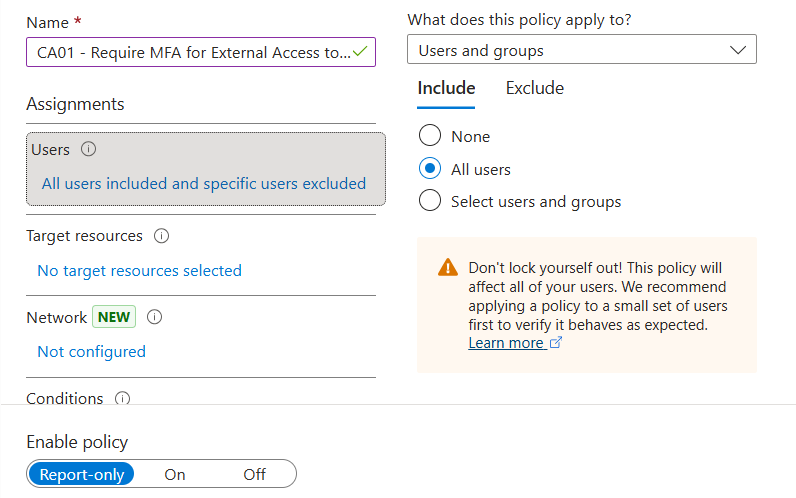 Name *
CA01 - Require MFA for External Access to...
Assignments
Users
All users included and specific users excluded
Target resources
No target resources selected
Network NEW
Not configured
Conditions
Enable policy
Report-only On Off
What does this policy apply to?
Users and groups
Include Exclude
None
All users
Select users and groups
Don't lock yourself out! This policy will
affect all of your users. We recommend
applying a policy to a small set of users
first to verify it behaves as expected.
Learn more